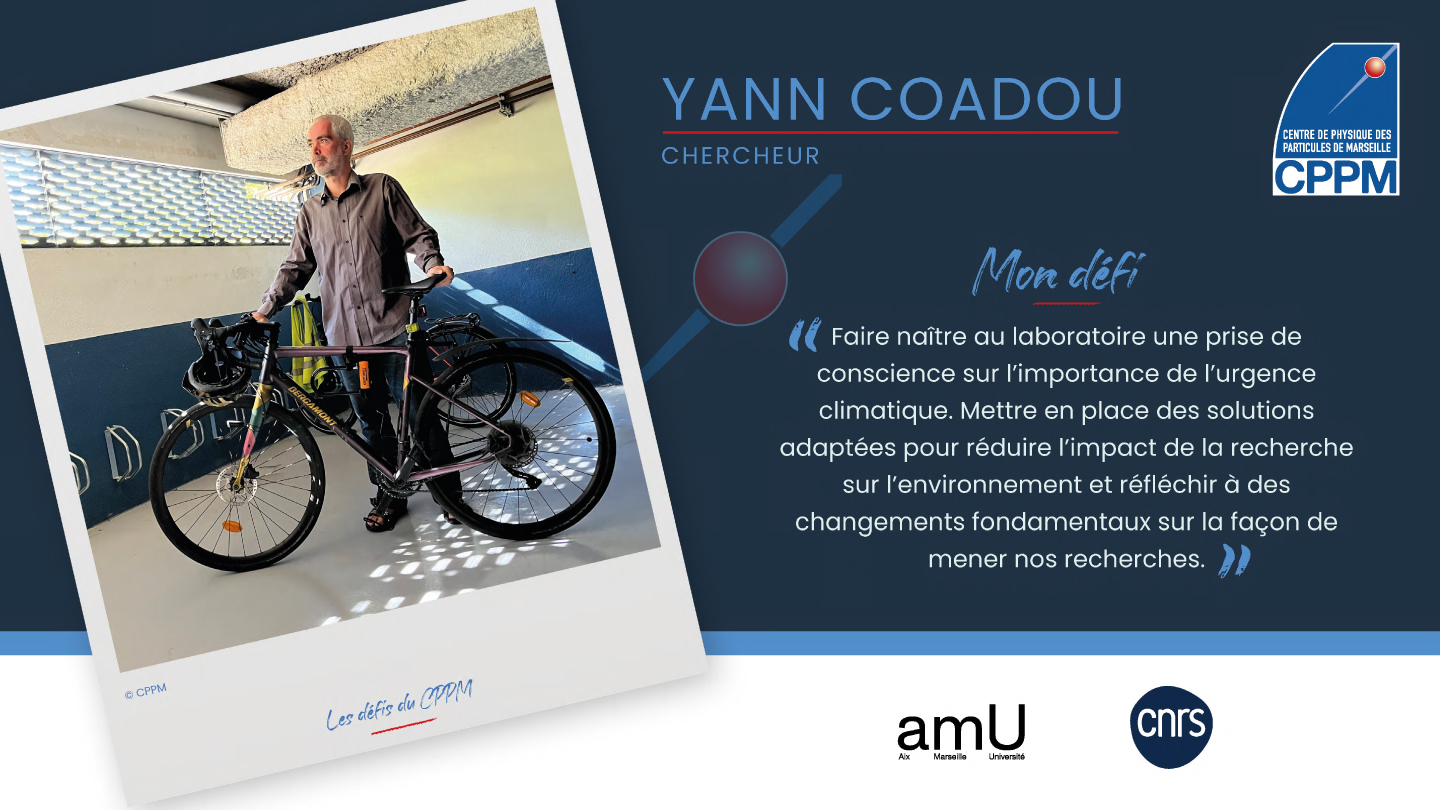 YANN COADOU
CHERCHEUR
CENTRE DE PHYSIQUE DES
PARTICULES DE MARSEILLE
CPPM
Mon défi
“ Faire naître au laboratoire une prise de
conscience sur l’importance de l’urgence
climatique. Mettre en place des solutions
adaptées pour réduire l’impact de la recherche
sur l’environnement et réfléchir à des
changements fondamentaux sur la façon de
mener nos recherches. ”
BERGAMONT
© CPPM
Les défis du CPPM
amU
Aix Marseille Université
cnrs